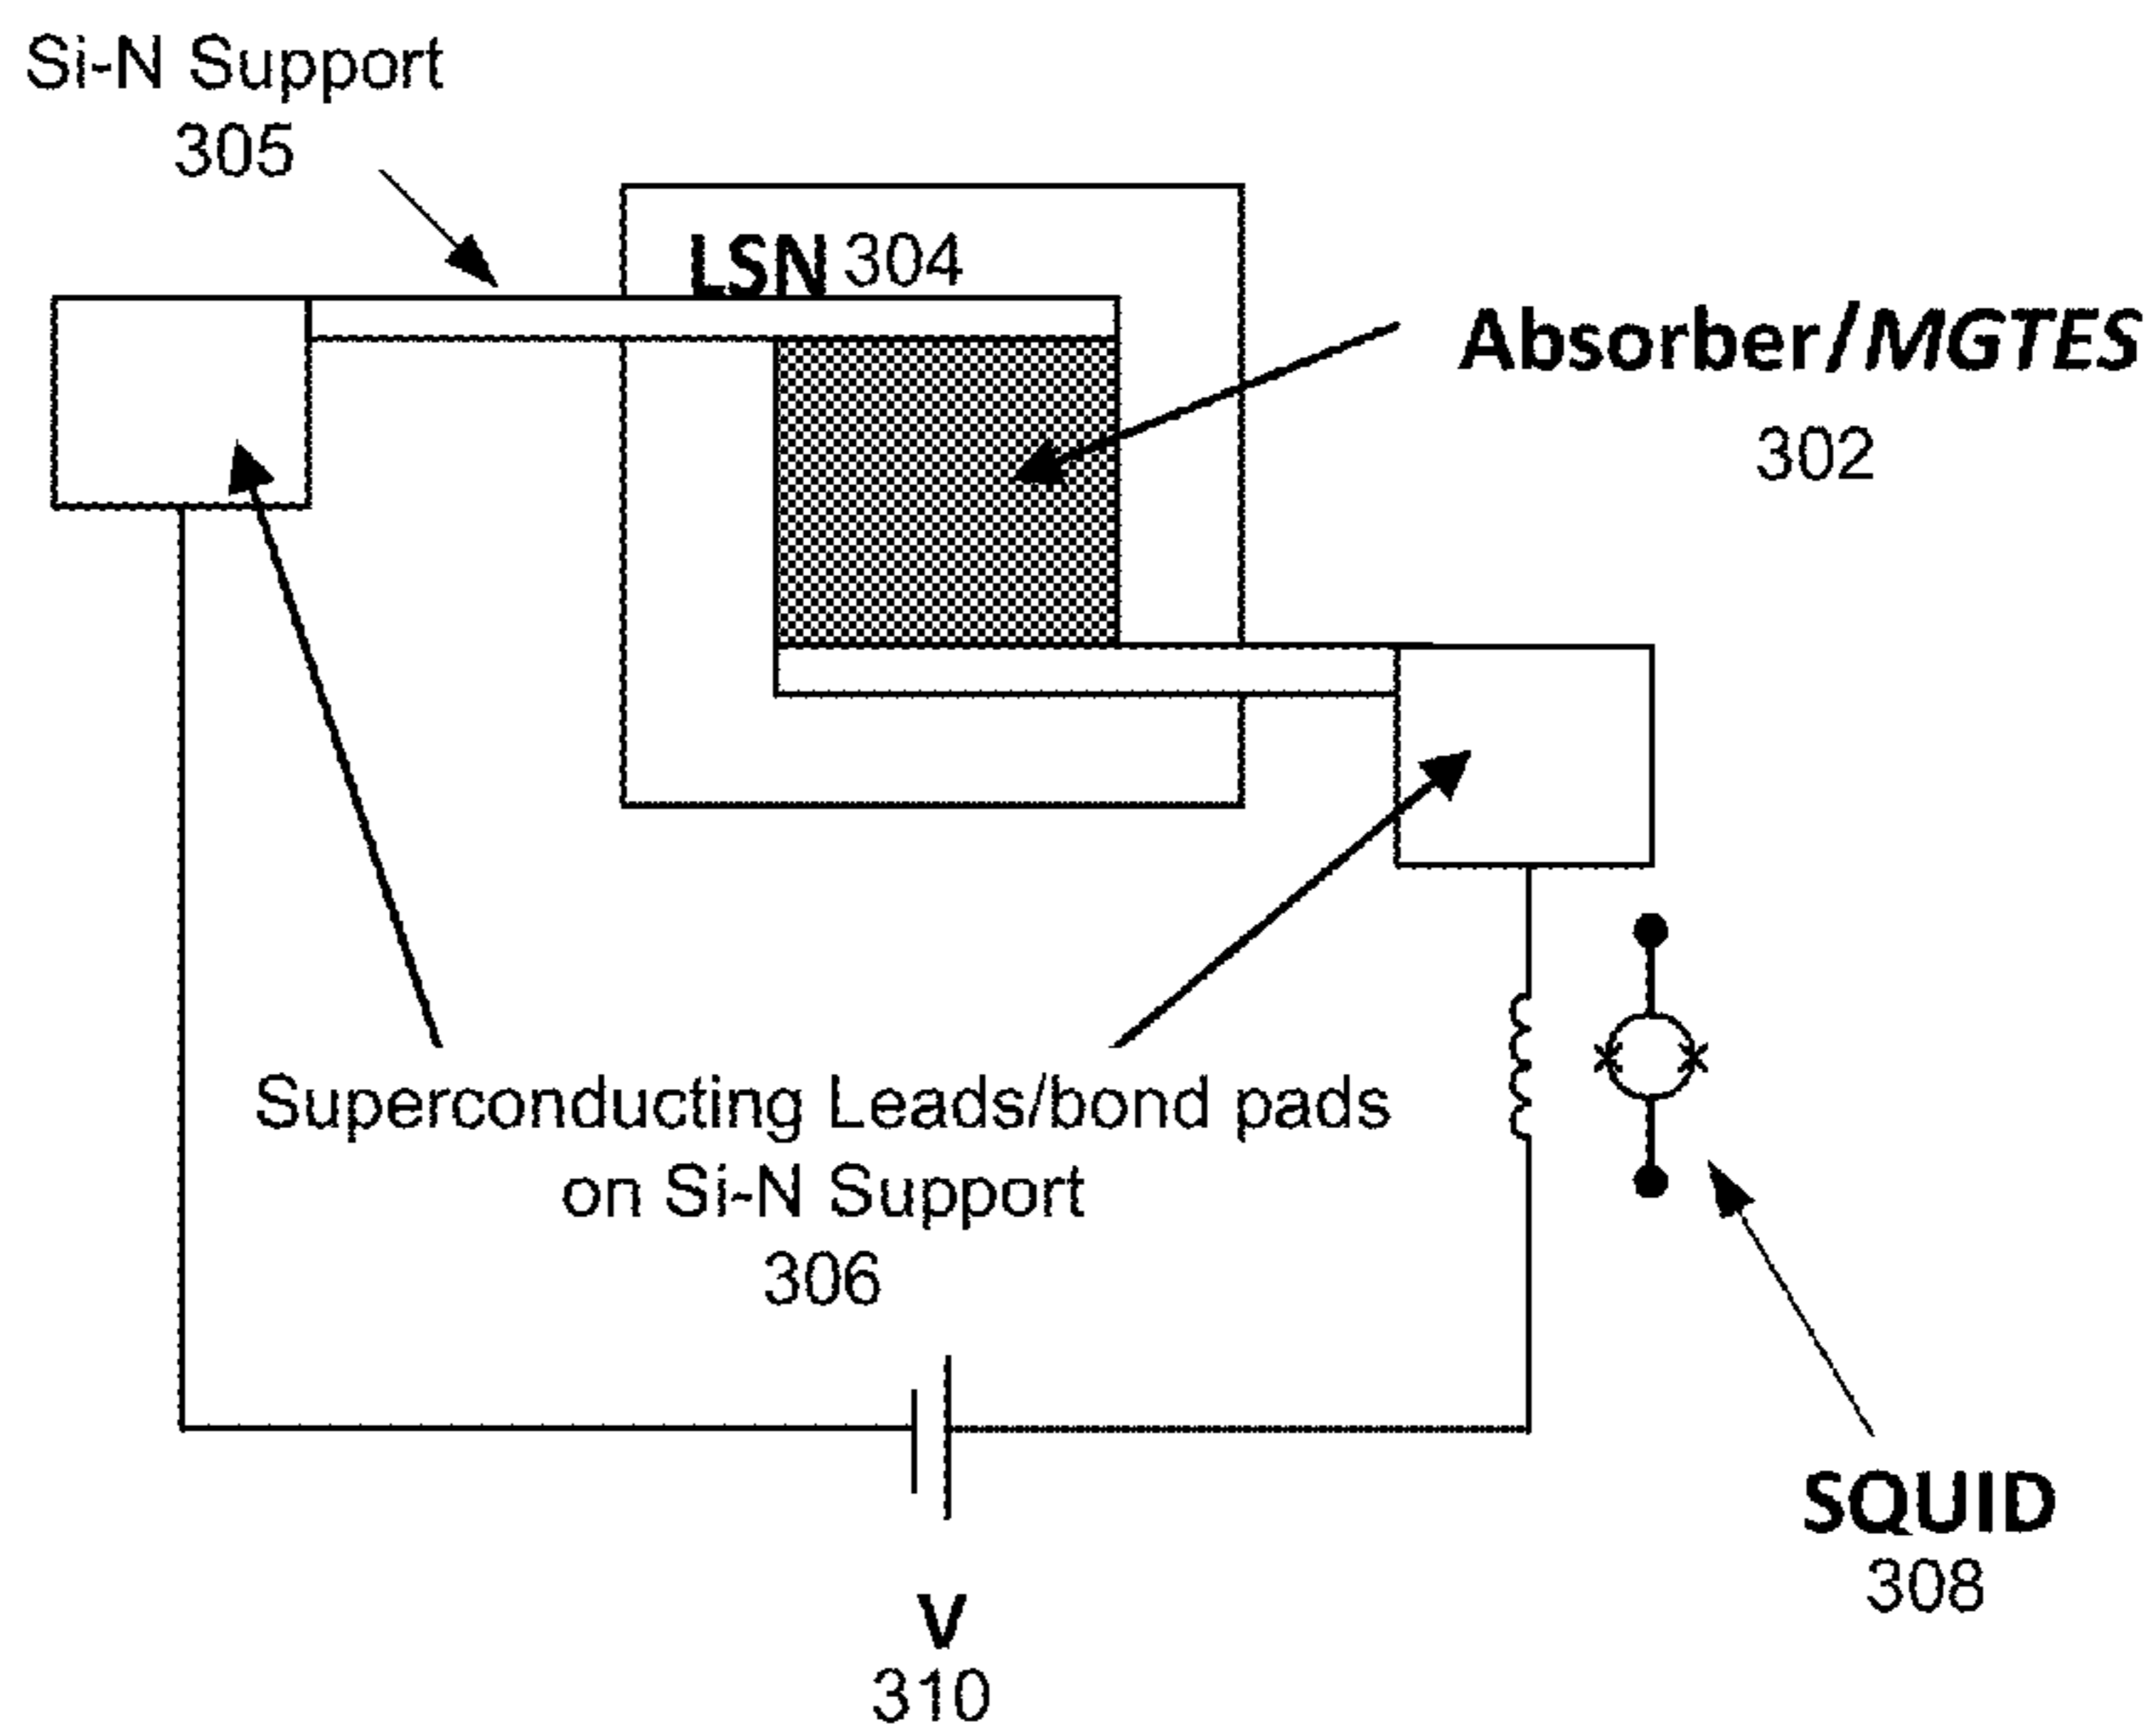 Si-N Support
305
LSN 304
Absorber/MGTES
302
Superconducting Leads/bond pads
on Si-N Support
306
SQUID
308
V
310